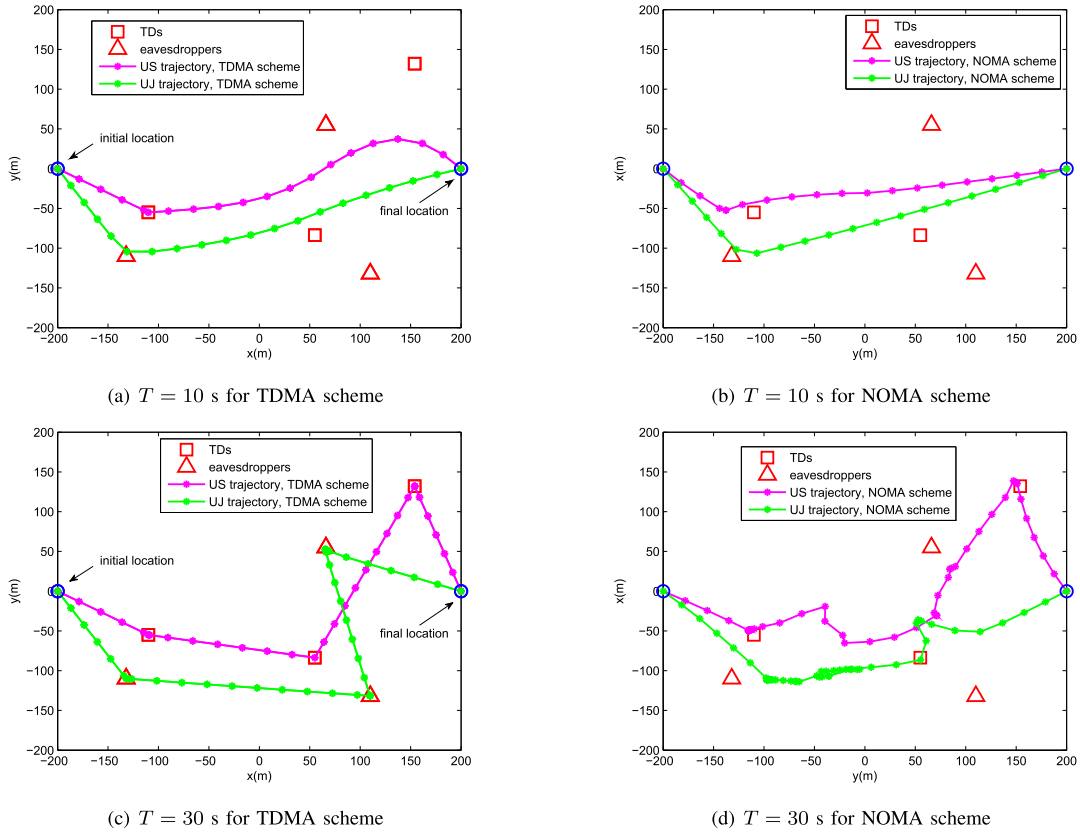 200
150
100
50
0
−50
−100
−150
−200
y(m)
−200 −150 −100 −50 0 50 100 150 200
x(m)
TDs
eavesdroppers
US trajectory, TDMA scheme
UJ trajectory, TDMA scheme
initial location
final location
(a) T = 10 s for TDMA scheme
200
150
100
50
0
−50
−100
−150
−200
x(m)
−200 −150 −100 −50 0 50 100 150 200
y(m)
TDs
eavesdroppers
US trajectory, NOMA scheme
UJ trajectory, NOMA scheme
(b) T = 10 s for NOMA scheme
200
150
100
50
0
−50
−100
−150
−200
y(m)
−200 −150 −100 −50 0 50 100 150 200
x(m)
TDs
eavesdroppers
US trajectory, TDMA scheme
UJ trajectory, TDMA scheme
initial location
final location
(c) T = 30 s for TDMA scheme
200
150
100
50
0
−50
−100
−150
−200
x(m)
−200 −150 −100 −50 0 50 100 150 200
y(m)
TDs
eavesdroppers
US trajectory, NOMA scheme
UJ trajectory, NOMA scheme
(d) T = 30 s for NOMA scheme